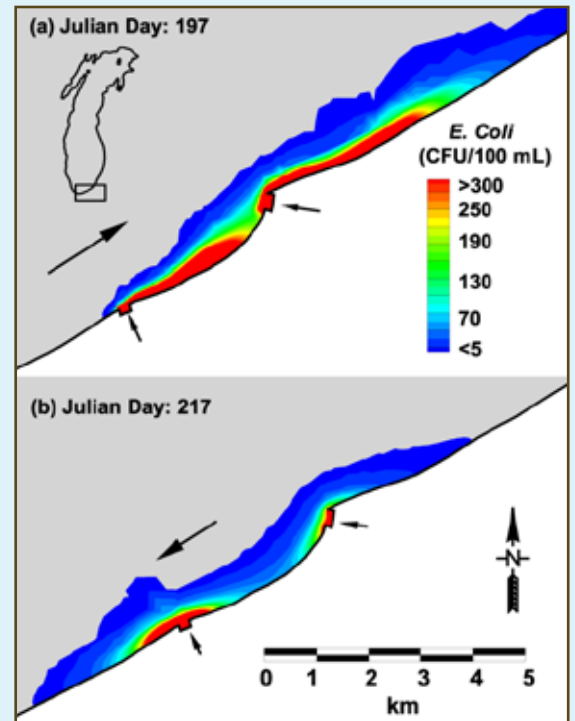 (a) Julian Day: 197
E. Coli
(CFU/100 mL)
>300
250
190
130
70
<5
(b) Julian Day: 217
N
0 1 2 3 4 5
km